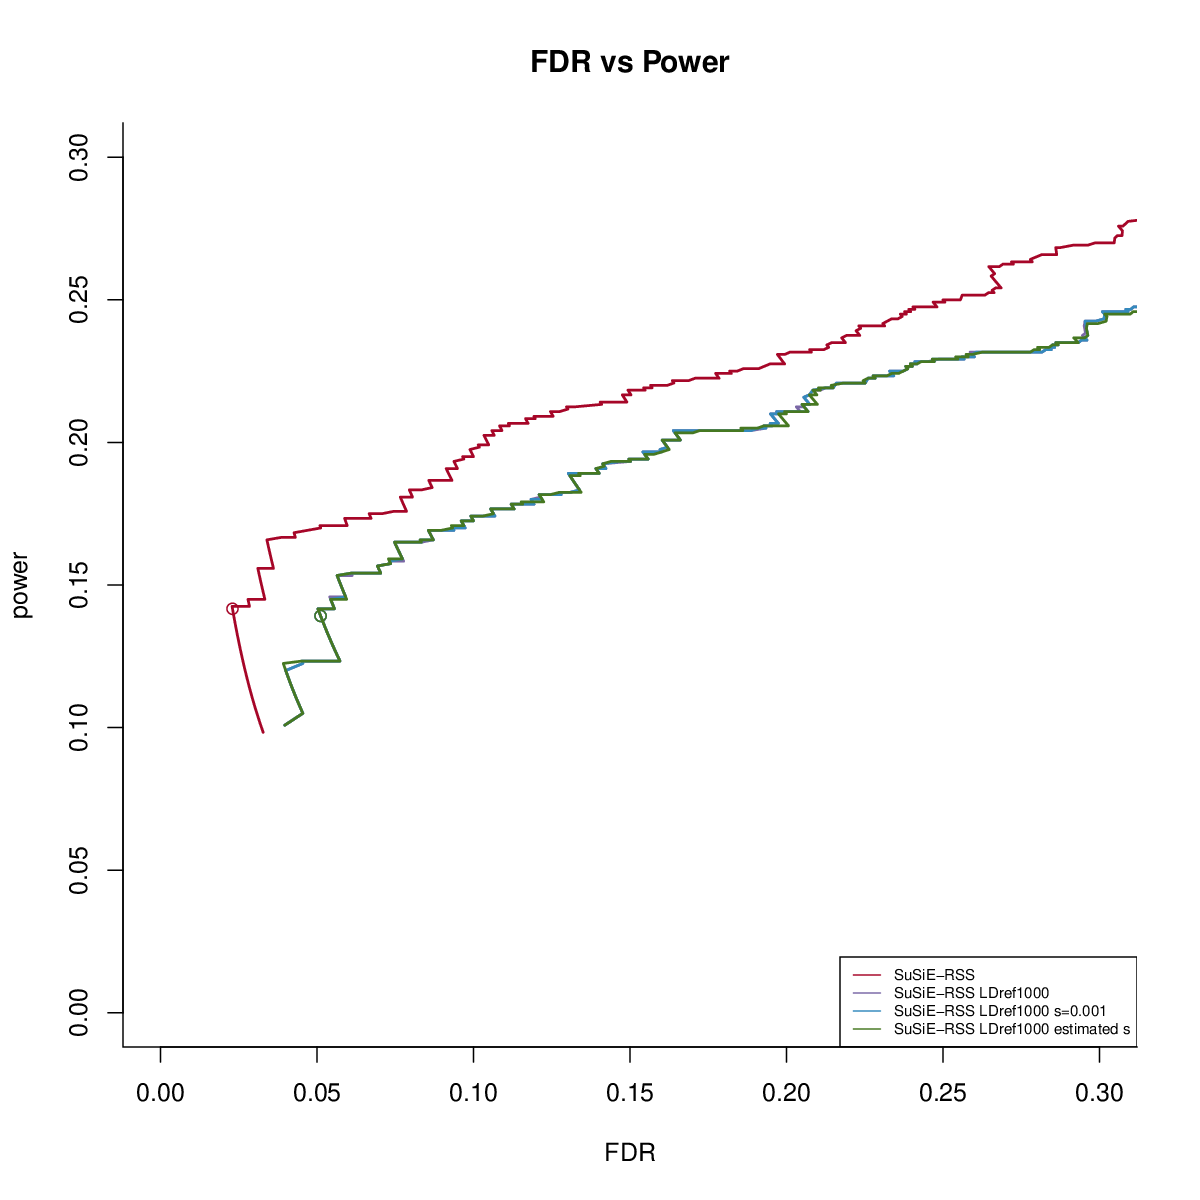 FDR vs Power
power
0.30
0.25
0.20
0.15
0.10
0.05
0.00
SuSiE−RSS
SuSiE−RSS LDref1000
SuSiE−RSS LDref1000 s=0.001
SuSiE−RSS LDref1000 estimated s
0.00 0.05 0.10 0.15 0.20 0.25 0.30
FDR